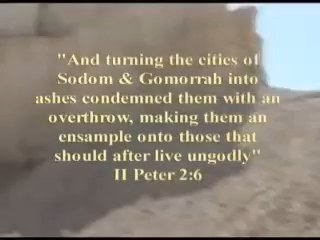 "And turning the cities of
Sodom & Gomorrah into
ashes condemned them with an
overthrow, making them an
ensample onto those that
should after live ungodly"
II Peter 2:6